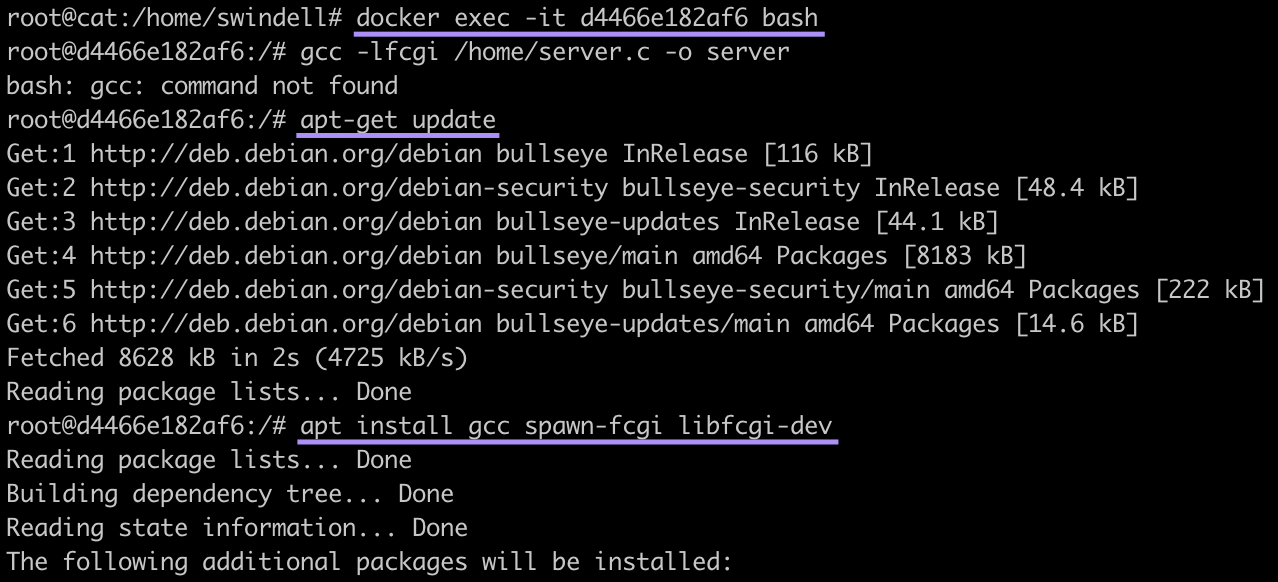 root@cat:/home/swindell# docker exec -it d4466e182af6 bash
root@d4466e182af6:/# gcc -lfcgi /home/server.c -o server
bash: gcc: command not found
root@d4466e182af6:/# apt-get update
Get:1 http://deb.debian.org/debian bullseye InRelease [116 kB]
Get:2 http://deb.debian.org/debian-security bullseye-security InRelease [48.4 kB]
Get:3 http://deb.debian.org/debian bullseye-updates InRelease [44.1 kB]
Get:4 http://deb.debian.org/debian bullseye/main amd64 Packages [8183 kB]
Get:5 http://deb.debian.org/debian-security bullseye-security/main amd64 Packages [222 kB]
Get:6 http://deb.debian.org/debian bullseye-updates/main amd64 Packages [14.6 kB]
Fetched 8628 kB in 2s (4725 kB/s)
Reading package lists... Done
root@d4466e182af6:/# apt install gcc spawn-fcgi libfcgi-dev
Reading package lists... Done
Building dependency tree... Done
Reading state information... Done
The following additional packages will be installed: